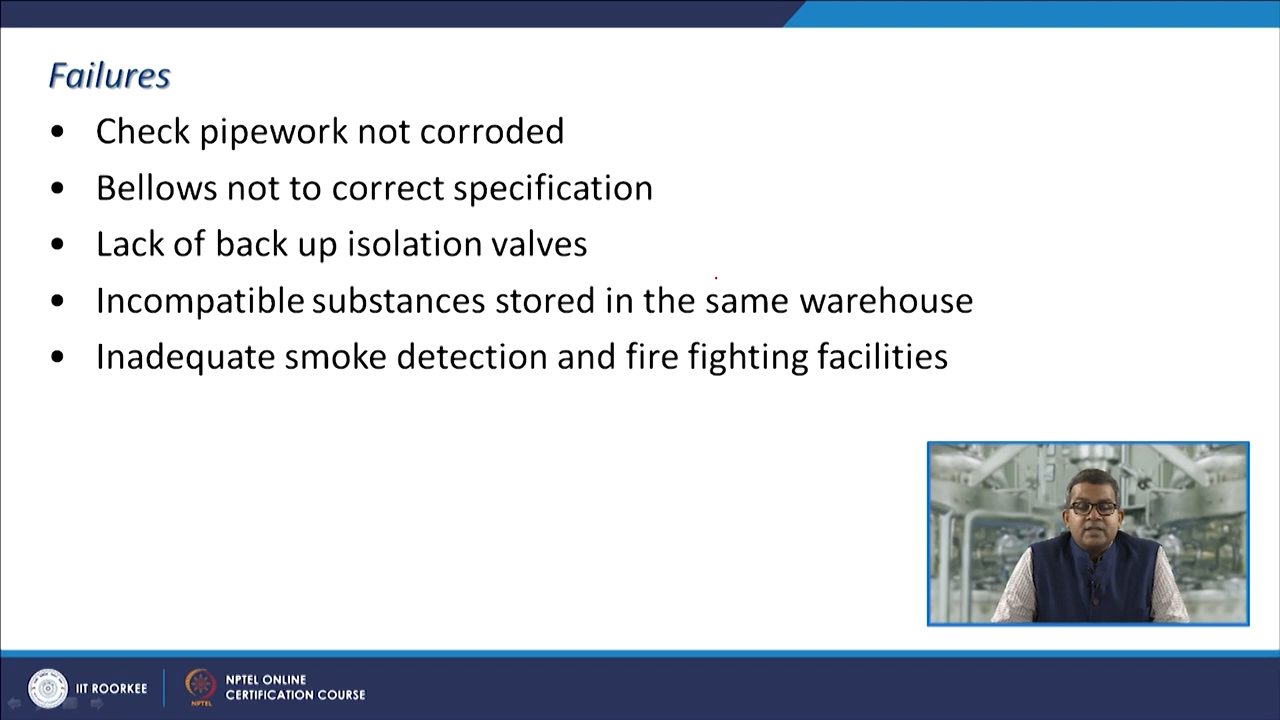 Failures
• Check pipework not corroded
• Bellows not to correct specification
• Lack of back up isolation valves
• Incompatible substances stored in the same warehouse
• Inadequate smoke detection and fire fighting facilities
IIT ROORKEE
NPTEL
NPTEL ONLINE
CERTIFICATION COURSE